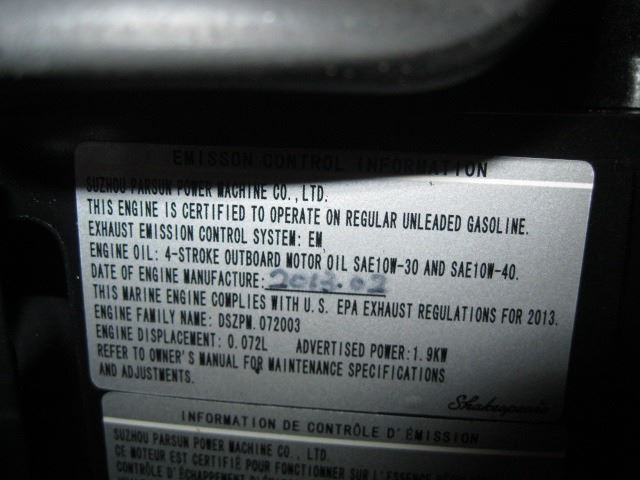 EMISSON CONTROL INFORMATION
SUZHOU PARSUN POWER MACHINE CO.,LTD.
THIS ENGINE IS CERTIFIED TO OPERATE ON REGULAR UNLEADED GASOLINE.
EXHAUST EMISSION CONTROL SYSTEM: EM
ENGINE OIL: 4-STROKE OUTBOARD MOTOR OIL SAE10W-30 AND SAE10W-40.
DATE OF ENGINE MANUFACTURE: 2013.02
THIS MARINE ENGINE COMPLIES WITH U.S. EPA EXHAUST REGULATIONS FOR 2013.
ENGINE FAMILY NAME: DSZPM.072003
ENGINE DISPLACEMENT: 0.072L ADVERTISED POWER:1.9KW
REFER TO OWNER'S MANUAL FOR MAINTENANCE SPECIFICATIONS
AND ADJUSTMENTS.
Shakespeare
INFORMATION DE CONTRÔLE D'ÉMISSION
SUZHOU PARSUN POWER MACHINE CO., LTD.
CE MOTEUR EST CERTIFIÉ POUR FONCTIONNER SUR L'ESSENCE
CONTRÔLE D'ÉCHAPPEMENT